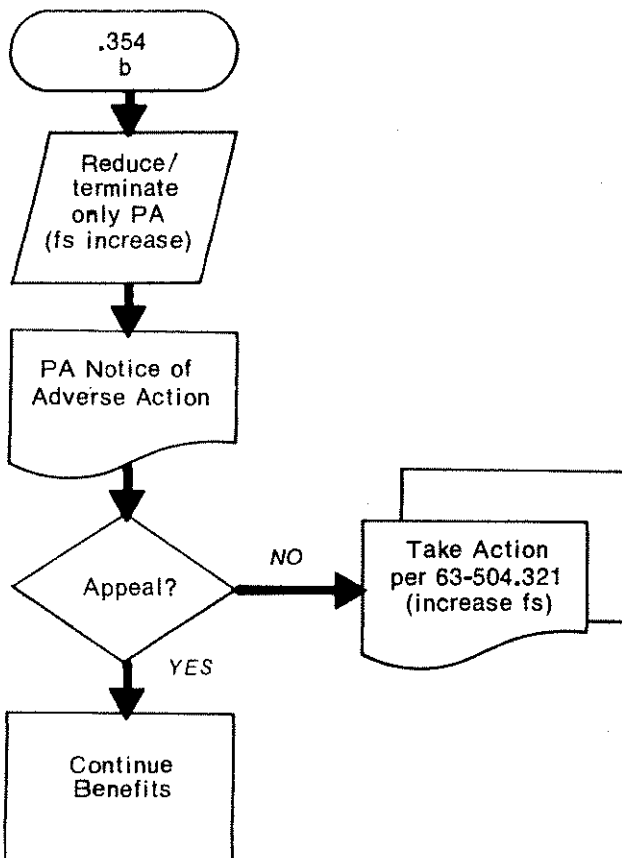 .354
b
Reduce/
terminate
only PA
(fs increase)
PA Notice of
Adverse Action
Appeal?
NO
Take Action
per 63-504.321
(increase fs)
YES
Continue
Benefits